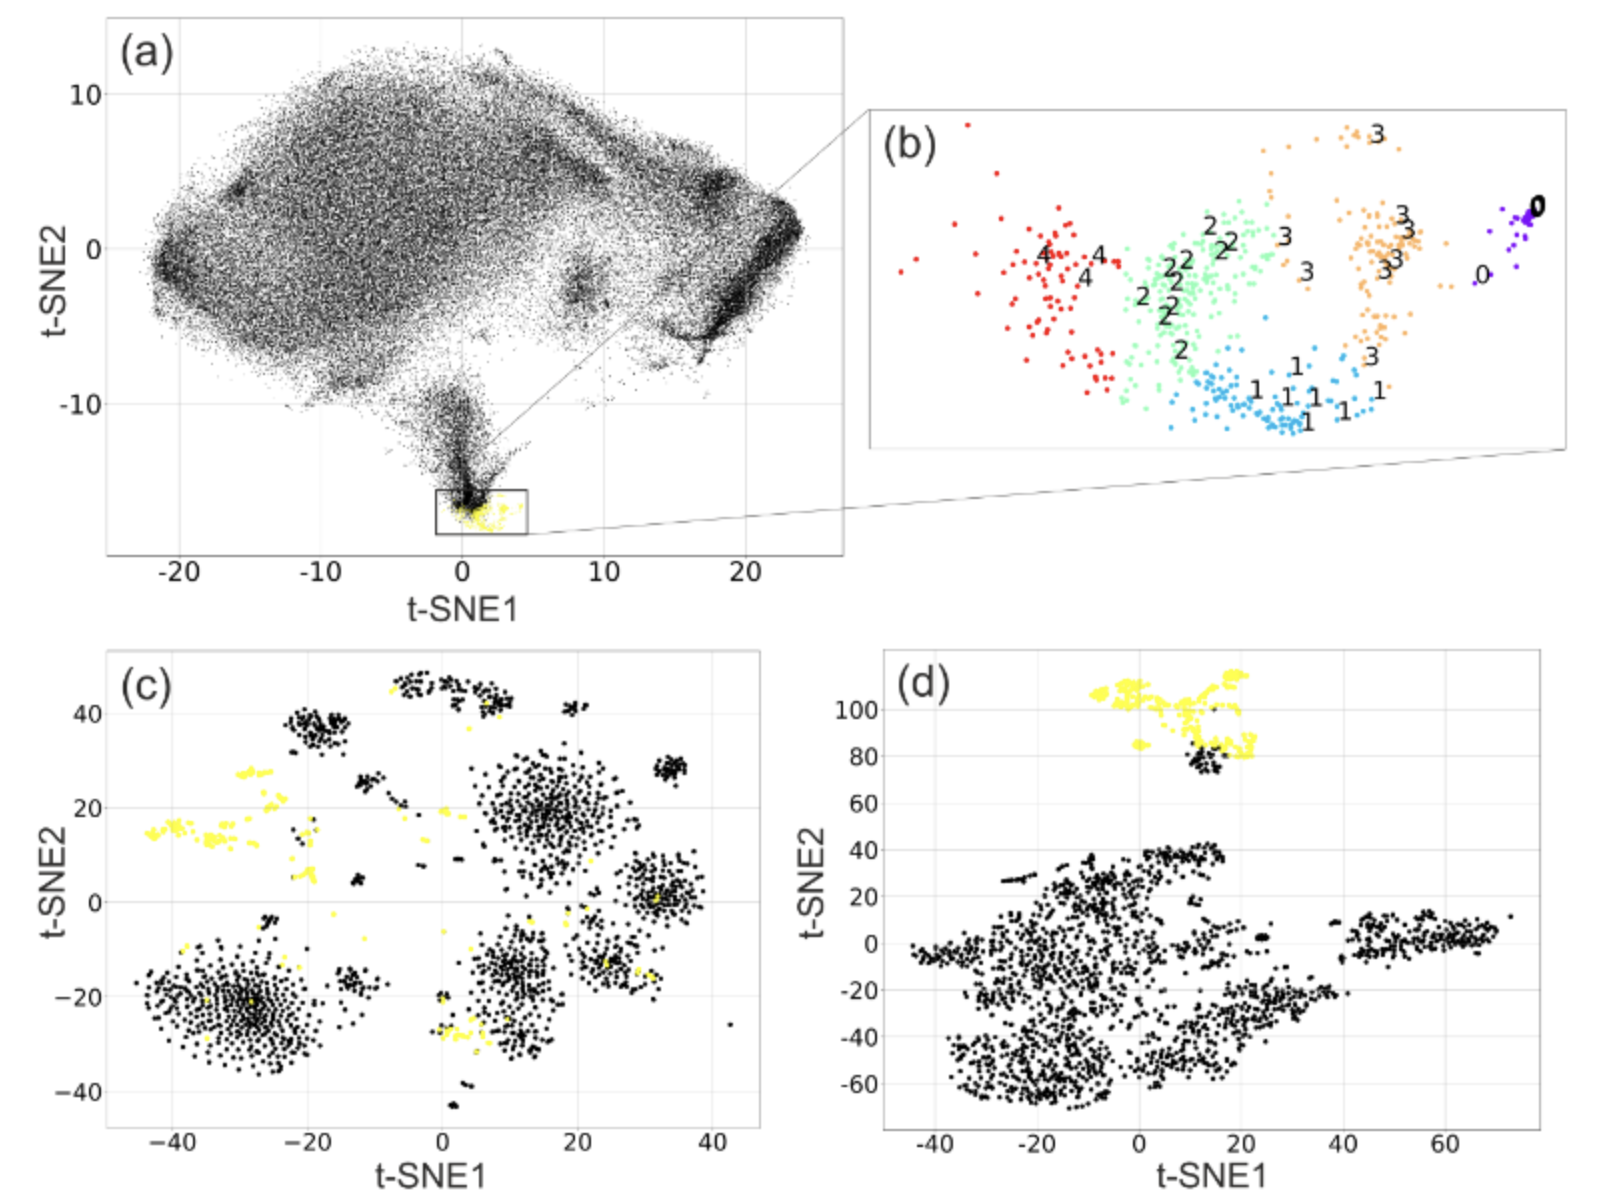 (a)
10
0
-10
t-SNE2
-20 -10 0 10 20
t-SNE1
(b)
3
0
3
2 3
4 4 2 2 3 3
4 2 2 3 3 0
2 2
2
2
2 1 3
1 1 1 1 1
1
(c)
40
20
0
−20
−40
t-SNE2
−40 −20 0 20 40
t-SNE1
(d)
100
80
60
40
20
0
-20
-40
-60
t-SNE2
-40 -20 0 20 40 60
t-SNE1